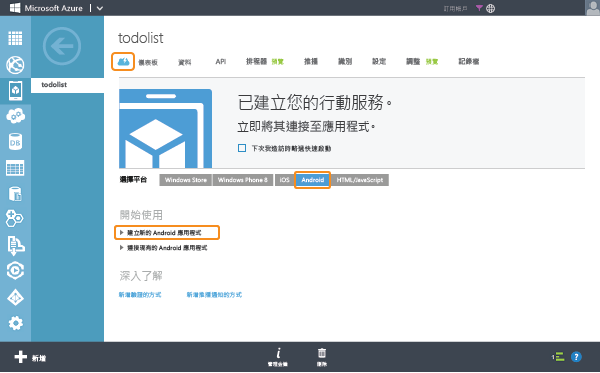 Microsoft Azure
訂用帳戶
todolist
todolist
儀表板 資料 API 排程器 預覽 推播 識別 設定 調整 預覽 記錄檔
已建立您的行動服務。
立即將其連接至應用程式。
下次我造訪時略過快速啟動
選擇平台 Windows Store Windows Phone 8 iOS Android HTML/JavaScript
開始使用
建立新的 Android 應用程式
連接現有的 Android 應用程式
深入了解
新增驗證的方式 新增推播通知的方式
DB
新增
管理金鑰
刪除
1
?